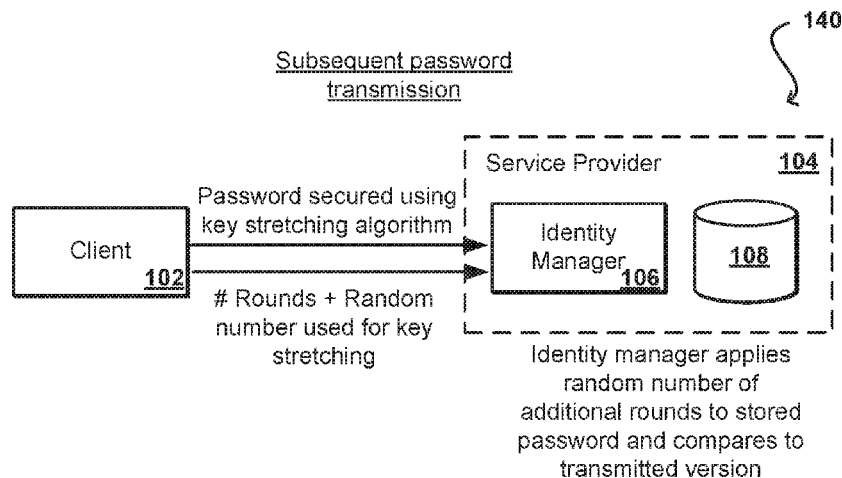 140
Subsequent password
transmission
Service Provider 104
Password secured using
key stretching algorithm
Client
102
Identity
Manager 106
108
# Rounds + Random
number used for key
stretching
Identity manager applies
random number of
additional rounds to stored
password and compares to
transmitted version